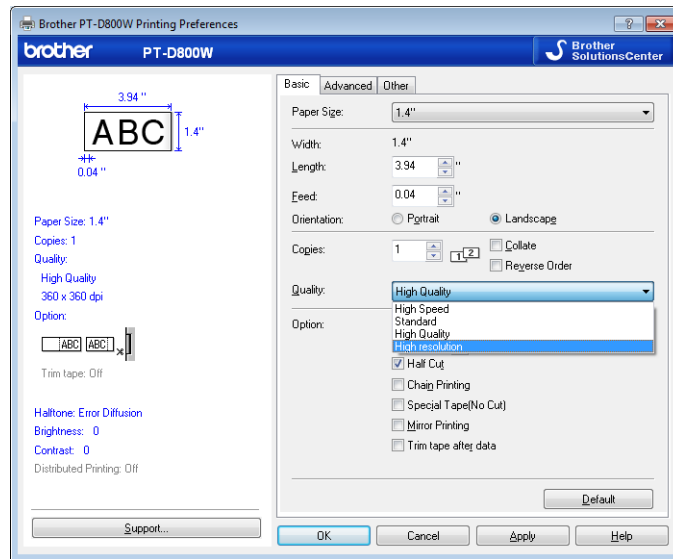 Brother PT-D800W Printing Preferences
brother PT-D800W
Brother SolutionsCenter
3.94 "
ABC
1.4"
0.04 "
Paper Size: 1.4"
Copies: 1
Quality:
High Quality
360 x 360 dpi
Option:
ABC ABC
Trim tape: Off
Halftone: Error Diffusion
Brightness: 0
Contrast: 0
Distributed Printing: Off
Support...
Basic Advanced Other
Paper Size: 1.4"
Width: 1.4"
Length: 3.94 "
Feed: 0.04 "
Orientation: Portrait Landscape
Copies: 1 1 2 Collate
Reverse Order
Quality: High Quality
High Speed
Standard
High Quality
High resolution
Option:
Half Cut
Chain Printing
Special Tape(No Cut)
Mirror Printing
Trim tape after data
Default
OK Cancel Apply Help